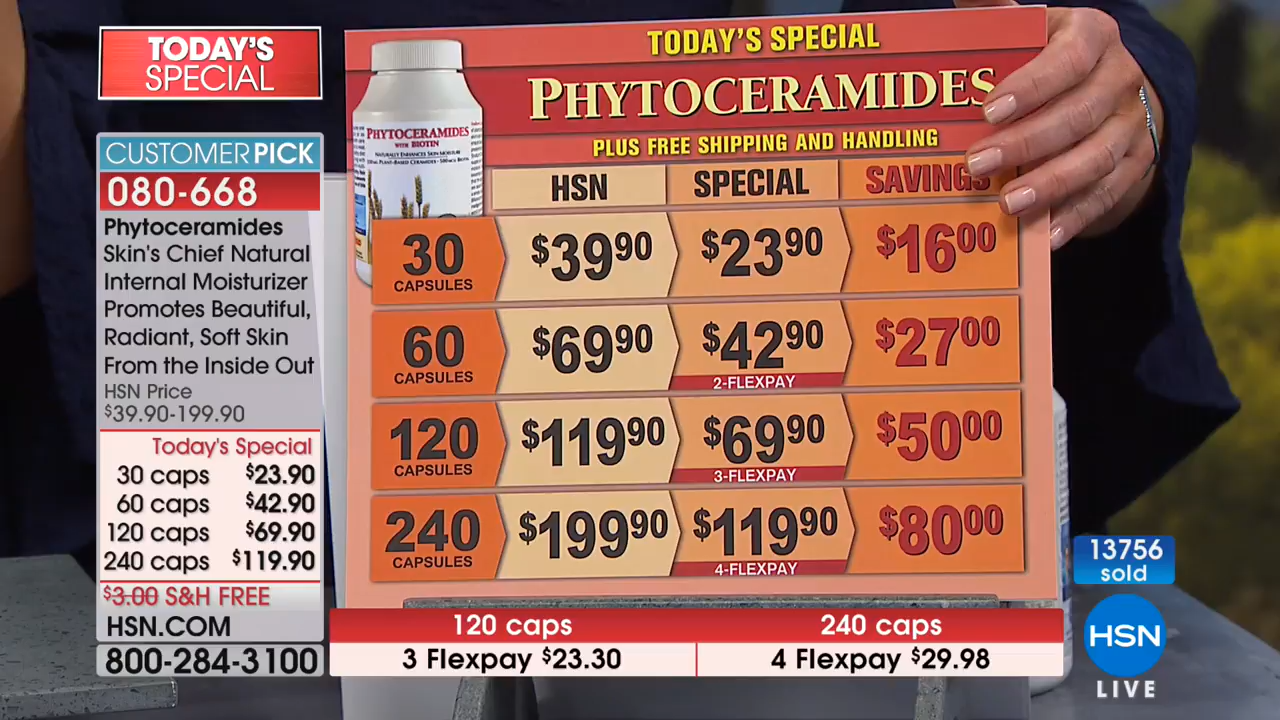 TODAY'S
SPECIAL
CUSTOMER PICK
080-668
Phytoceramides
Skin's Chief Natural
Internal Moisturizer
Promotes Beautiful,
Radiant, Soft Skin
From the Inside Out
HSN Price
$39.90-199.90
Today's Special
30 caps $23.90
60 caps $42.90
120 caps $69.90
240 caps $119.90
$3.00 S&H FREE
HSN.COM
800-284-3100
TODAY'S SPECIAL
PHYTOCERAMIDES
PLUS FREE SHIPPING AND HANDLING
PHYTOCERAMIDES
WITH BIOTIN
NATURALLY ENHANCES SKIN MOISTURE
HSN SPECIAL SAVINGS
30 CAPSULES $39.90 $23.90 $16.00
60 CAPSULES $69.90 $42.90 $27.00
2-FLEXPAY
120 CAPSULES $119.90 $69.90 $50.00
3-FLEXPAY
240 CAPSULES $199.90 $119.90 $80.00
4-FLEXPAY
120 caps 240 caps
3 Flexpay $23.30 4 Flexpay $29.98
13756
sold
HSN
LIVE